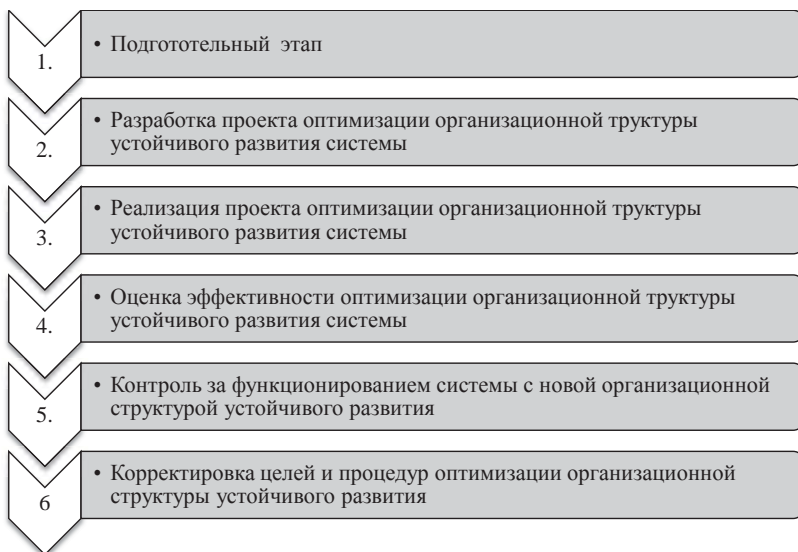 1.
• Подгототельный этап
2.
• Разработка проекта оптимизации организационной труктуры
устойчивого развития системы
3.
• Реализация проекта оптимизации организационной труктуры
устойчивого развития системы
4.
• Оценка эффективности оптимизации организационной труктуры
устойчивого развития системы
5.
• Контроль за функционированием системы с новой организационной
структурой устойчивого развития
6
• Корректировка целей и процедур оптимизации организационной
структуры устойчивого развития